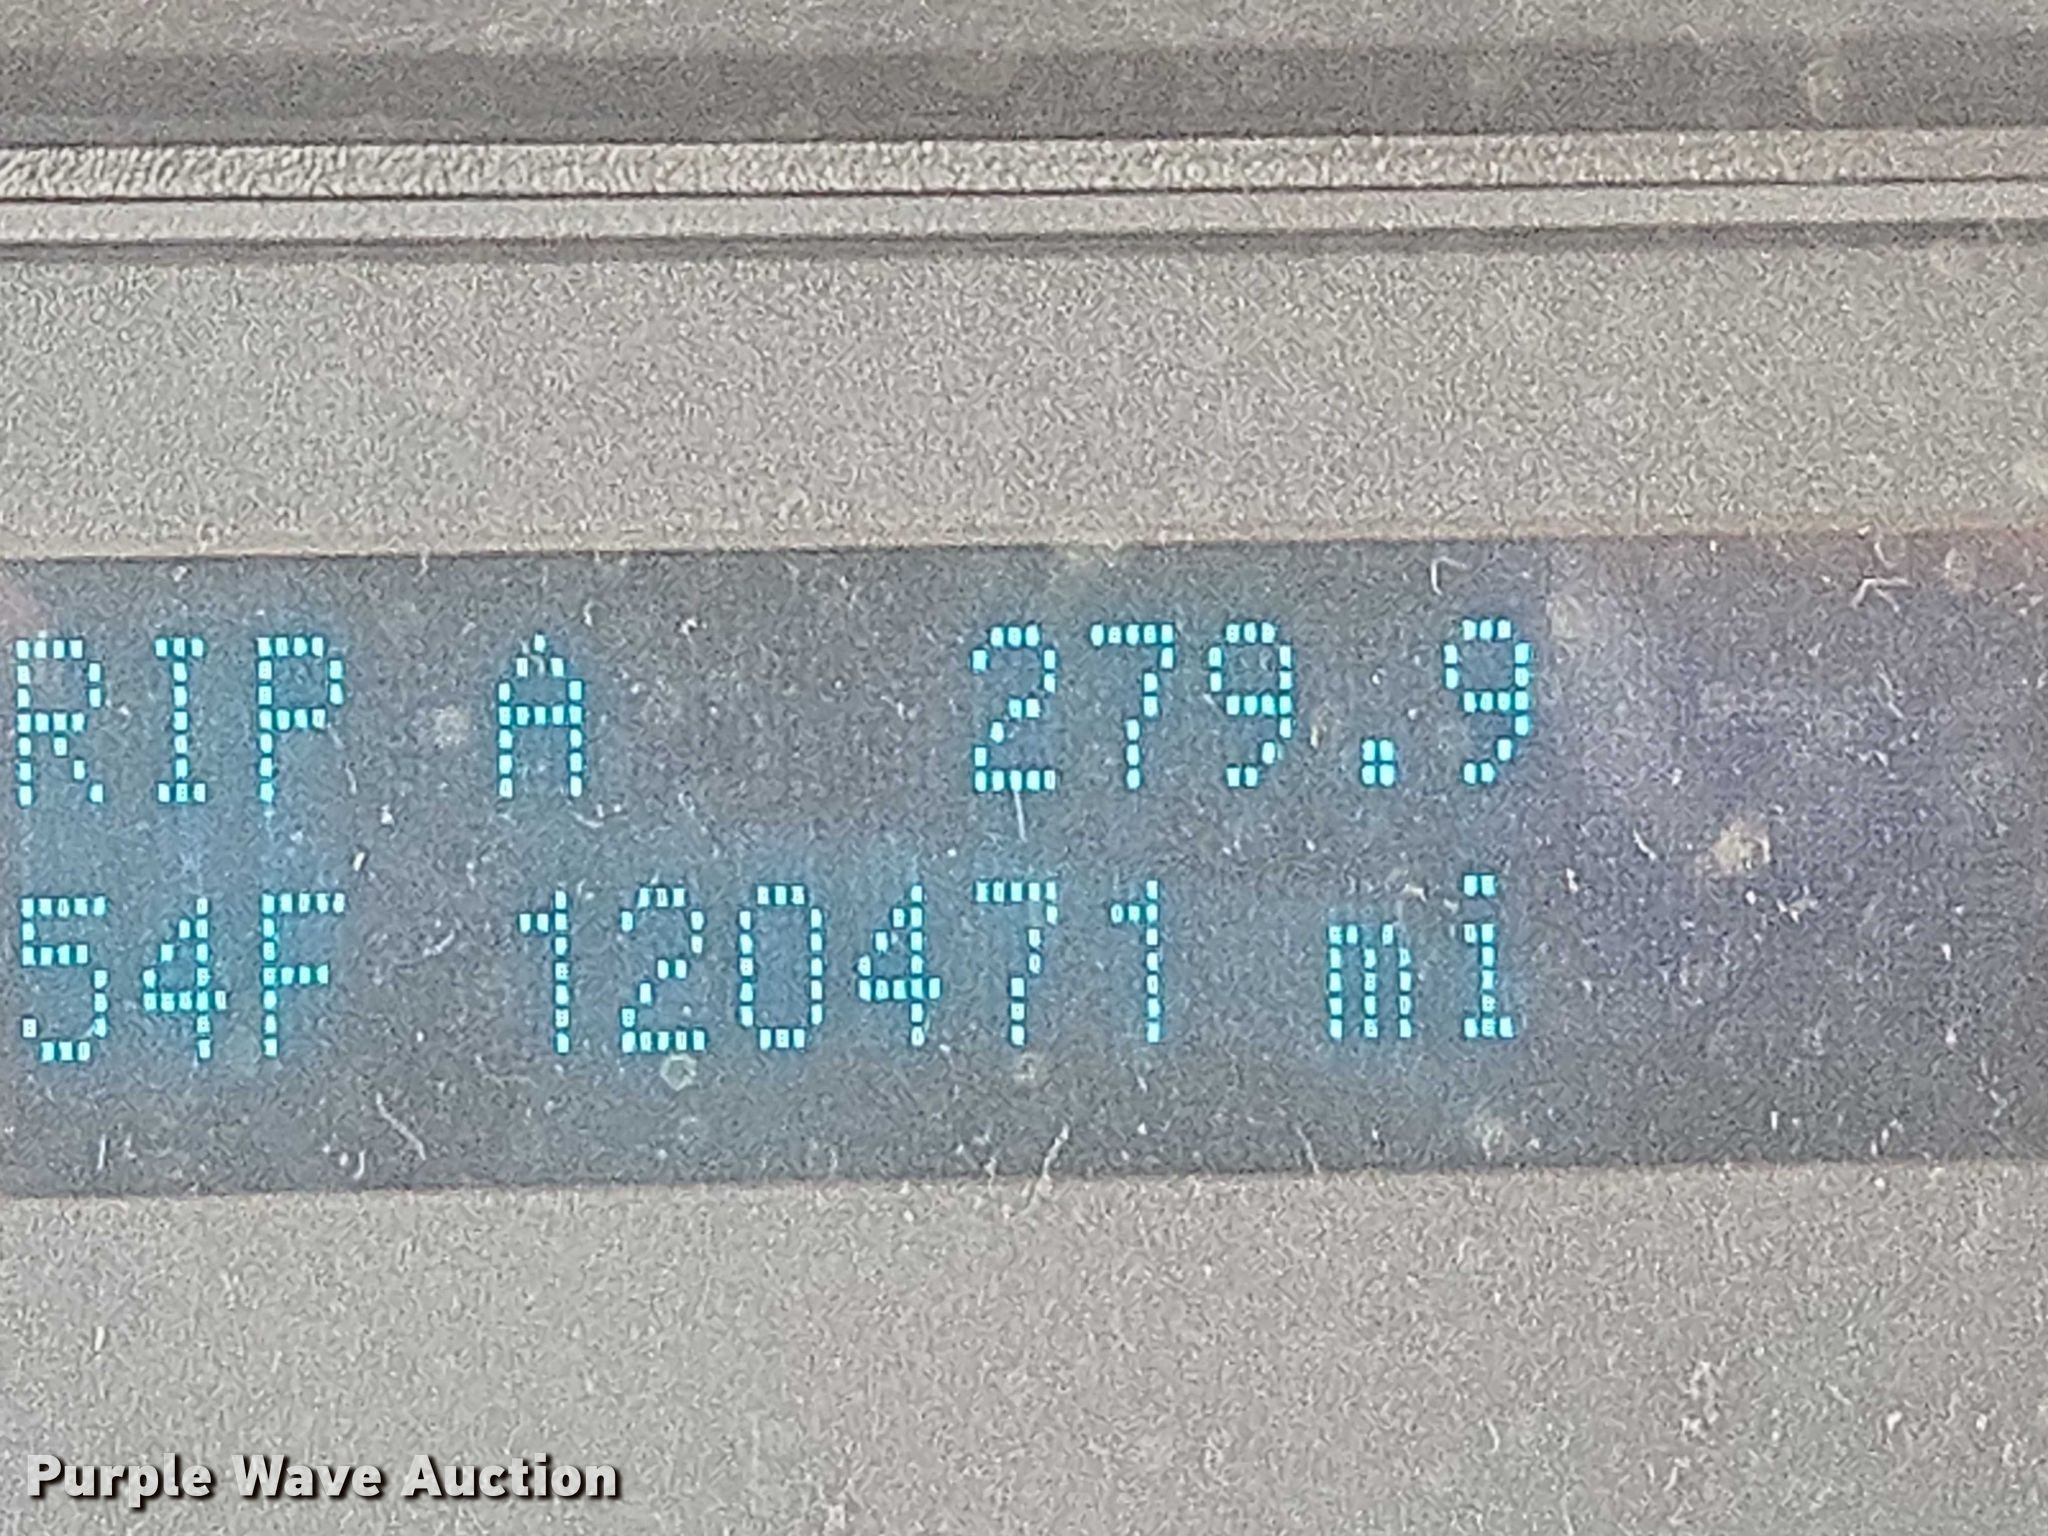 RIP A 279.9
54F 120471 mi
Purple Wave Auction